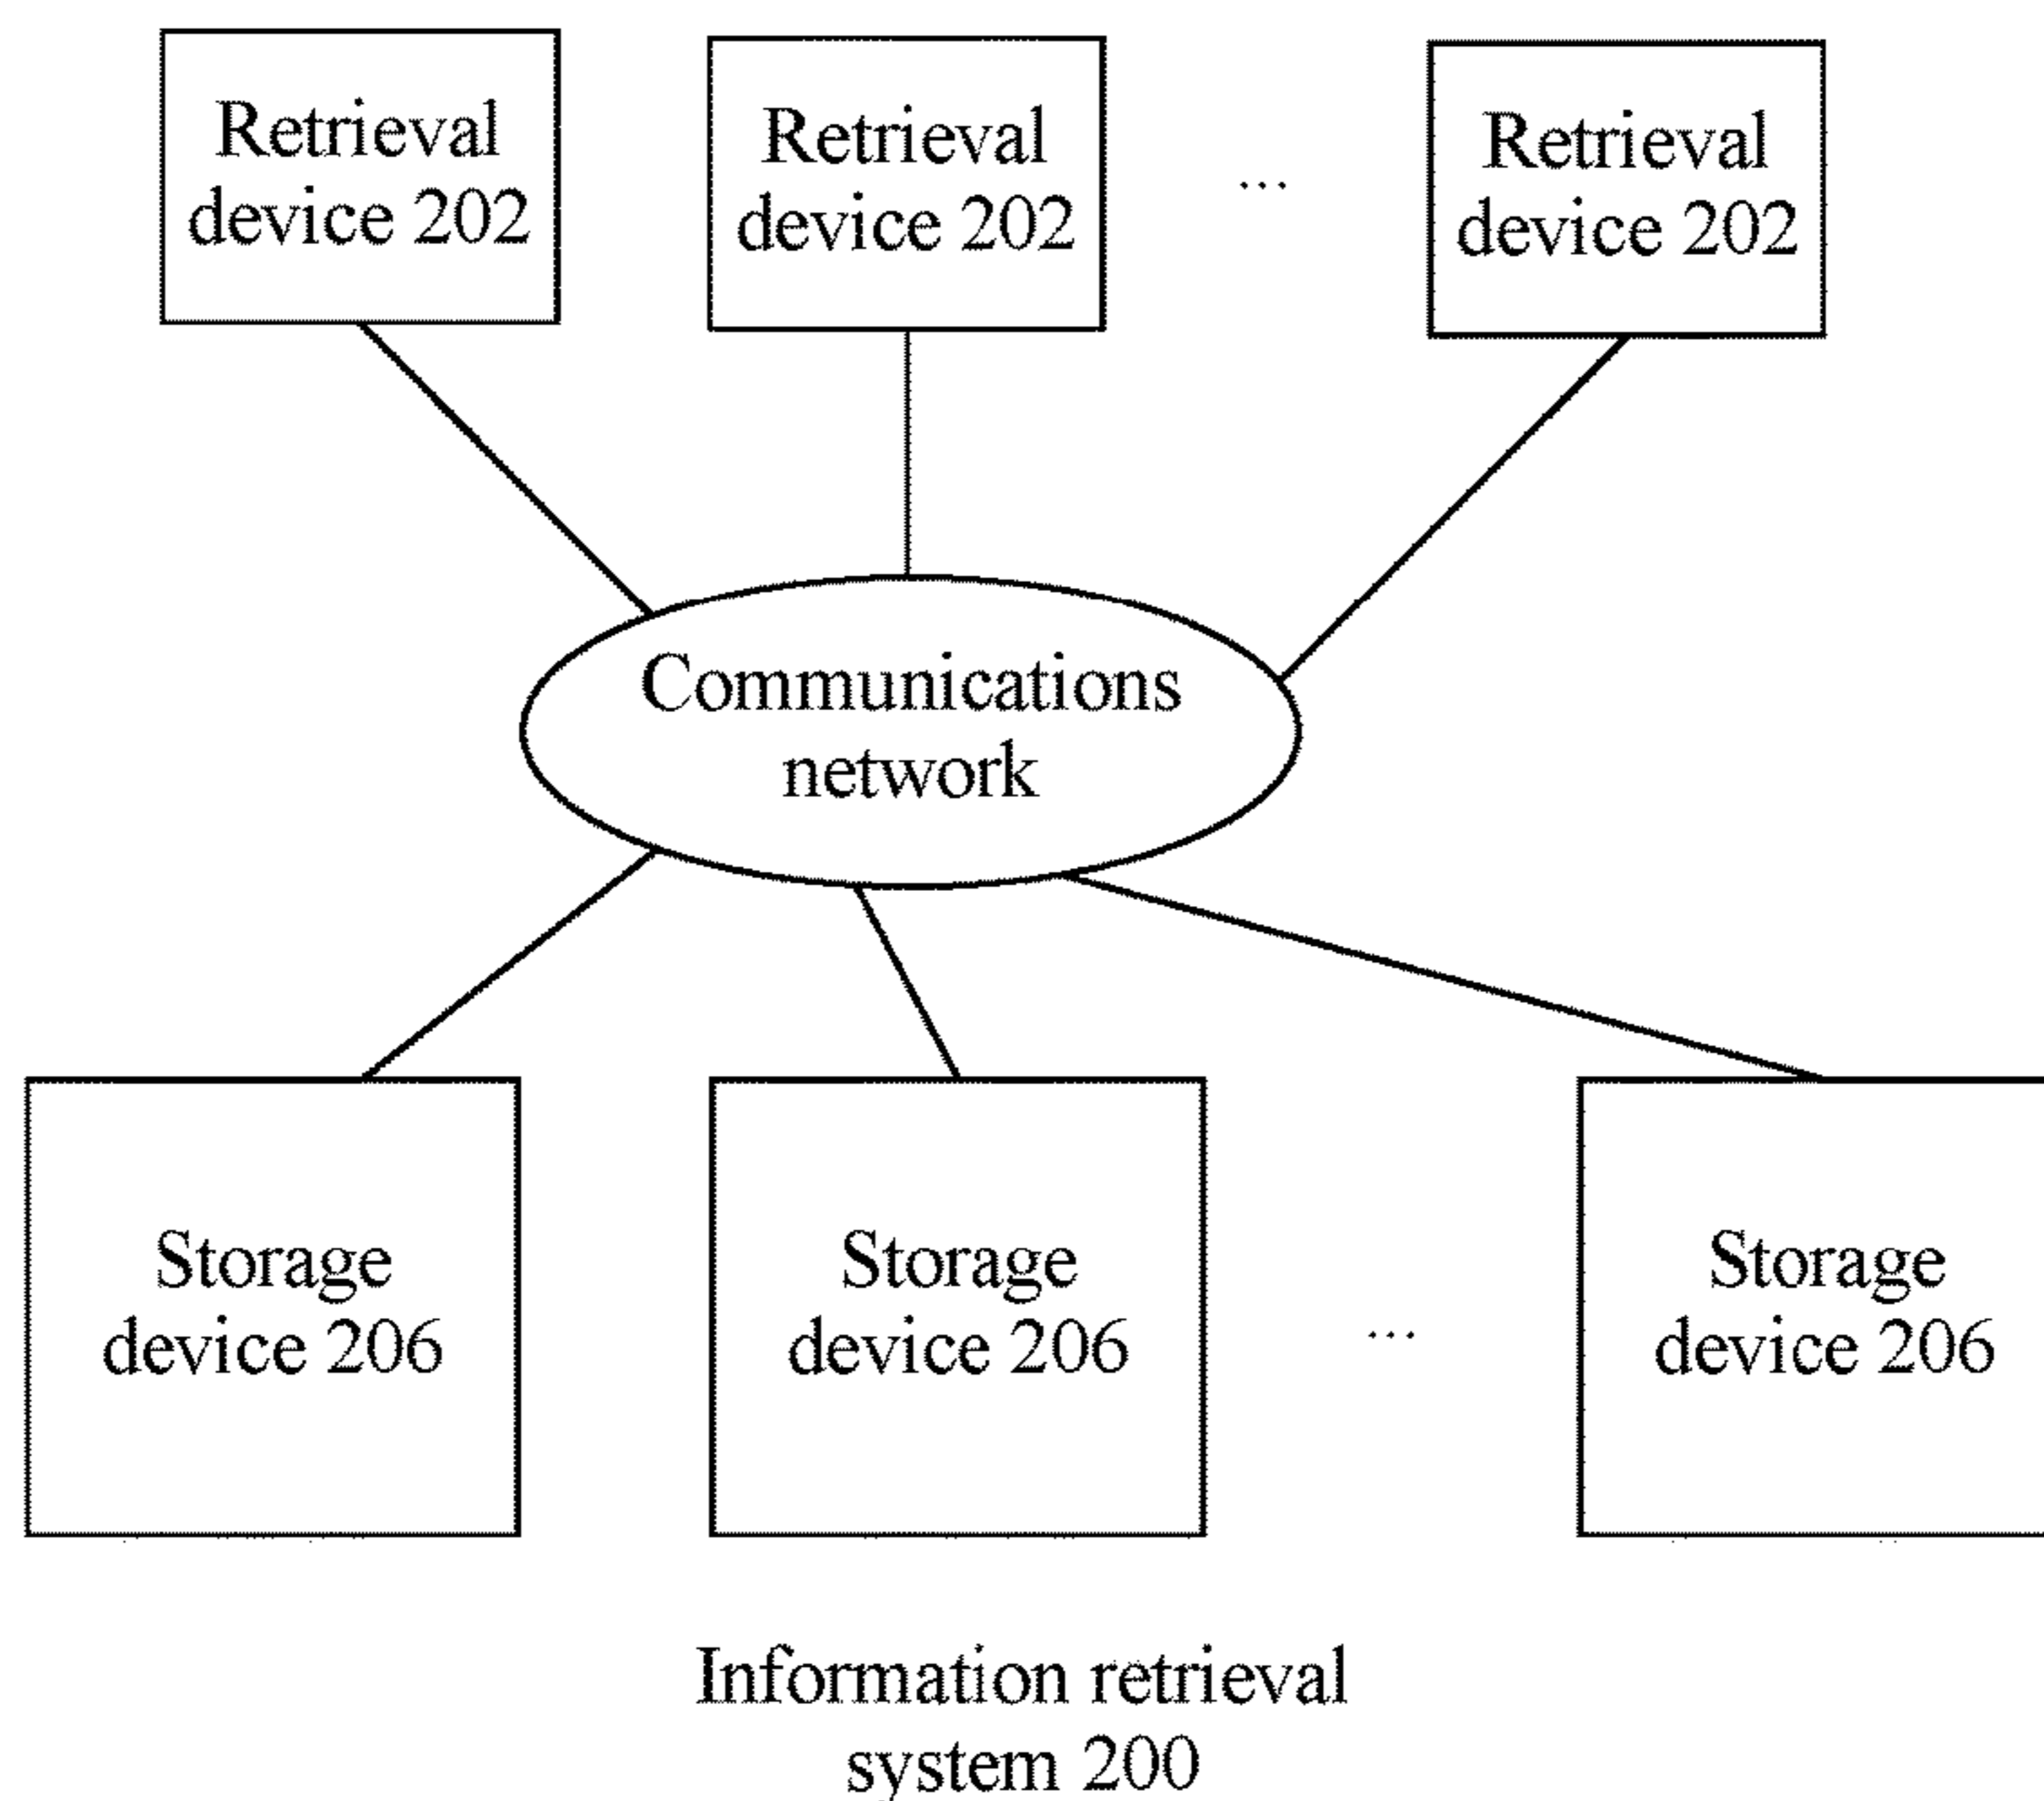 Retrieval
device 202
Retrieval
device 202
...
Retrieval
device 202
Communications
network
Storage
device 206
Storage
device 206
...
Storage
device 206
Information retrieval
system 200